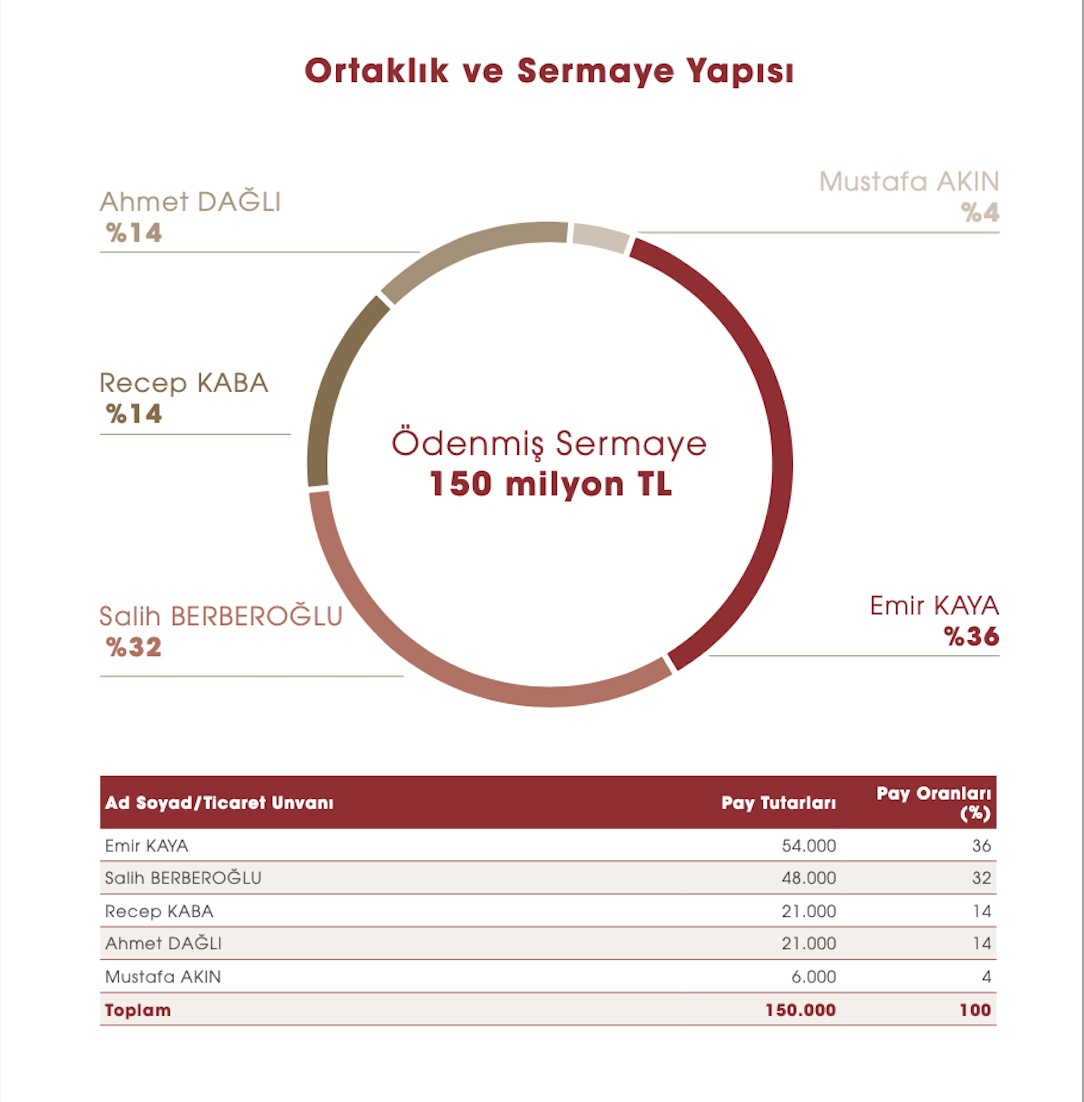 Ortaklık ve Sermaye Yapısı
Mustafa AKIN
%4
Ahmet DAĞLI
%14
Recep KABA
%14
Ödenmiş Sermaye
150 milyon TL
Salih BERBEROĞLU
%32
Emir KAYA
%36
Ad Soyad/Ticaret Unvanı Pay Tutarları Pay Oranları (%)
Emir KAYA 54.000 36
Salih BERBEROĞLU 48.000 32
Recep KABA 21.000 14
Ahmet DAĞLI 21.000 14
Mustafa AKIN 6.000 4
Toplam 150.000 100